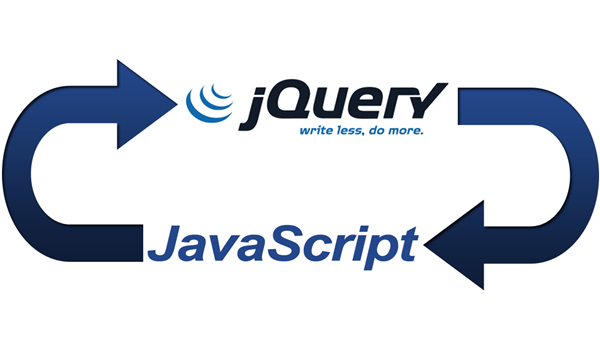 jQuery
write less, do more.
JavaScript